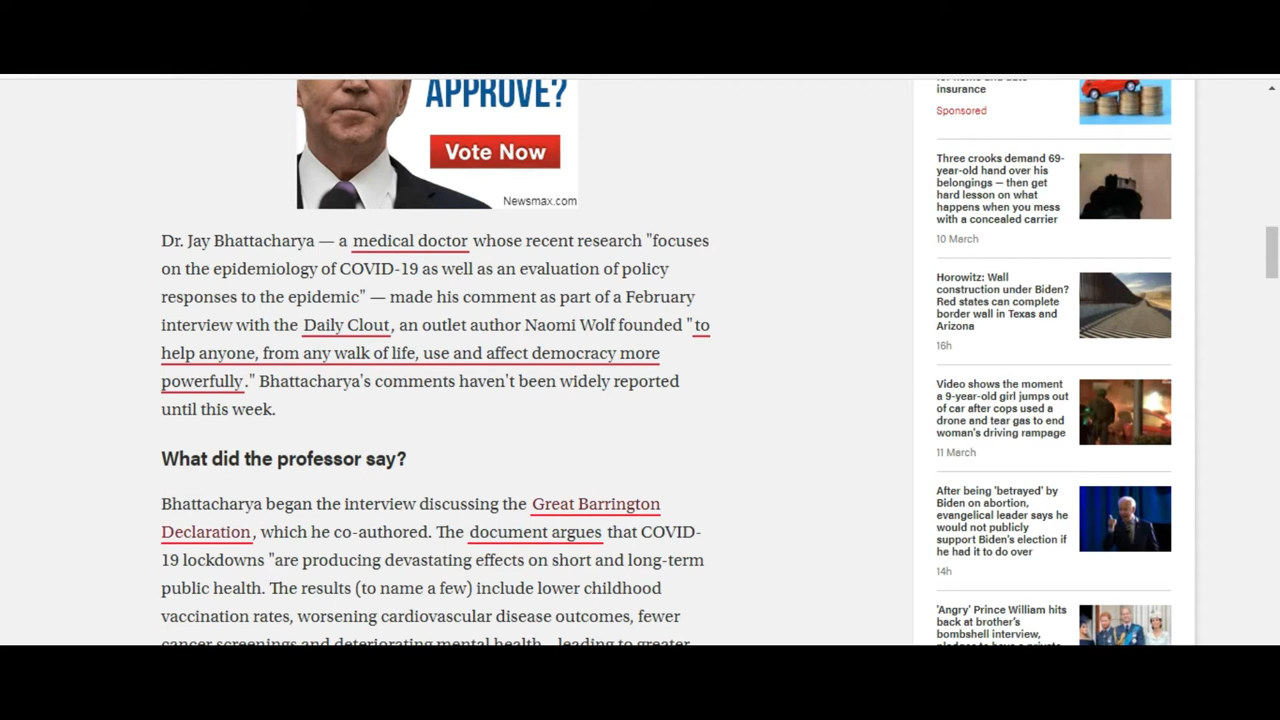 APPROVE?
Vote Now
Newsmax.com
Dr. Jay Bhattacharya — a medical doctor whose recent research "focuses
on the epidemiology of COVID-19 as well as an evaluation of policy
responses to the epidemic" — made his comment as part of a February
interview with the Daily Clout, an outlet author Naomi Wolf founded "to
help anyone, from any walk of life, use and affect democracy more
powerfully." Bhattacharya's comments haven't been widely reported
until this week.
What did the professor say?
Bhattacharya began the interview discussing the Great Barrington
Declaration, which he co-authored. The document argues that COVID-
19 lockdowns "are producing devastating effects on short and long-term
public health. The results (to name a few) include lower childhood
vaccination rates, worsening cardiovascular disease outcomes, fewer
cancer screenings and deteriorating mental health—leading to greater
insurance
Sponsored
Three crooks demand 69-
year-old hand over his
belongings — then get
hard lesson on what
happens when you mess
with a concealed carrier
10 March
Horowitz: Wall
construction under Biden?
Red states can complete
border wall in Texas and
Arizona
16h
Video shows the moment
a 9-year-old girl jumps out
of car after cops used a
drone and tear gas to end
woman's driving rampage
11 March
After being 'betrayed' by
Biden on abortion,
evangelical leader says he
would not publicly
support Biden's election if
he had it to do over
14h
'Angry' Prince William hits
back at brother's
bombshell interview,